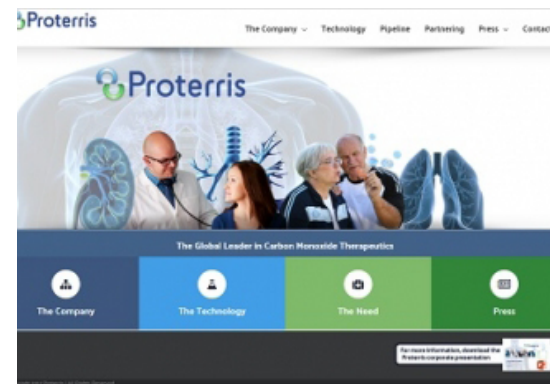 Proterris
The Company Technology Pipeline Partnering Press Contact
Proterris
The Global Leader in Carbon Monoxide Therapeutics
The Company The Technology The Need Press
For more information, download the
Proterris corporate presentation